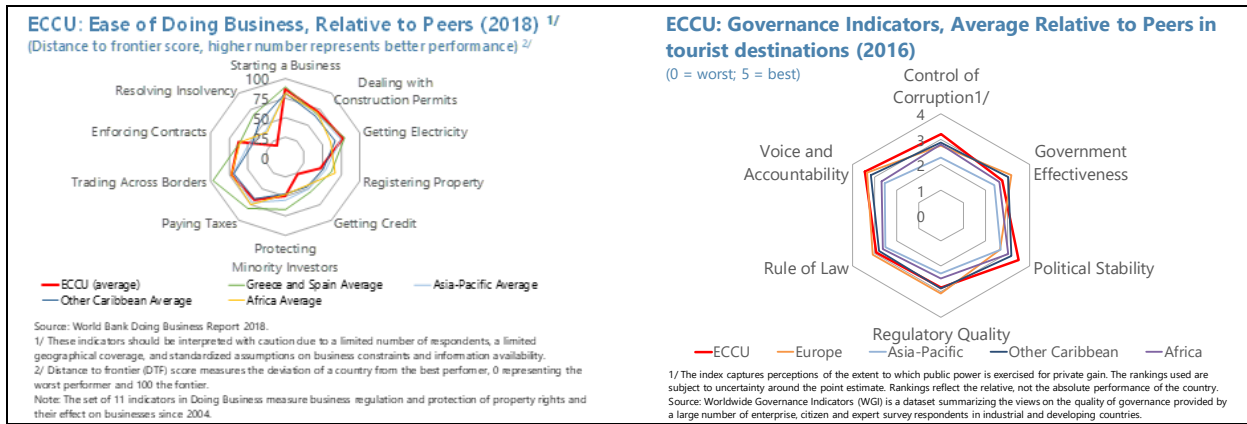 ECCU: Ease of Doing Business, Relative to Peers (2018) 1/
(Distance to frontier score, higher number represents better performance) 2/
Starting a Business
100
Dealing with
Construction Permits
Resolving Insolvency
75
50
Enforcing Contracts
Getting Electricity
25
0
Trading Across Borders
Registering Property
Paying Taxes
Getting Credit
Protecting
Minority Investors
ECCU (average)
Greece and Spain Average
Asia-Pacific Average
Other Caribbean Average
Africa Average
Source: World Bank Doing Business Report 2018.
1/ These indicators should be interpreted with caution due to a limited number of respondents, a limited
geographical coverage, and standardized assumptions on business constraints and information availability.
2/ Distance to frontier (DTF) score measures the deviation of a country from the best perfomer, 0 representing the
worst performer and 100 the fontier.
Note: The set of 11 indicators in Doing Business measure business regulation and protection of property rights and
their effect on businesses since 2004.
ECCU: Governance Indicators, Average Relative to Peers in
tourist destinations (2016)
(0 = worst; 5 = best)
Control of
Corruption1/
4
3
2
1
0
Voice and
Accountability
Government
Effectiveness
Rule of Law
Political Stability
Regulatory Quality
ECCU
Europe
Asia-Pacific
Other Caribbean
Africa
1/ The index captures perceptions of the extent to which public power is exercised for private gain. The rankings used are
subject to uncertainty around the point estimate. Rankings reflect the relative, not the absolute performance of the country.
Source: Worldwide Governance Indicators (WGI) is a dataset summarizing the views on the quality of governance provided by
a large number of enterprise, citizen and expert survey respondents in industrial and developing countries.